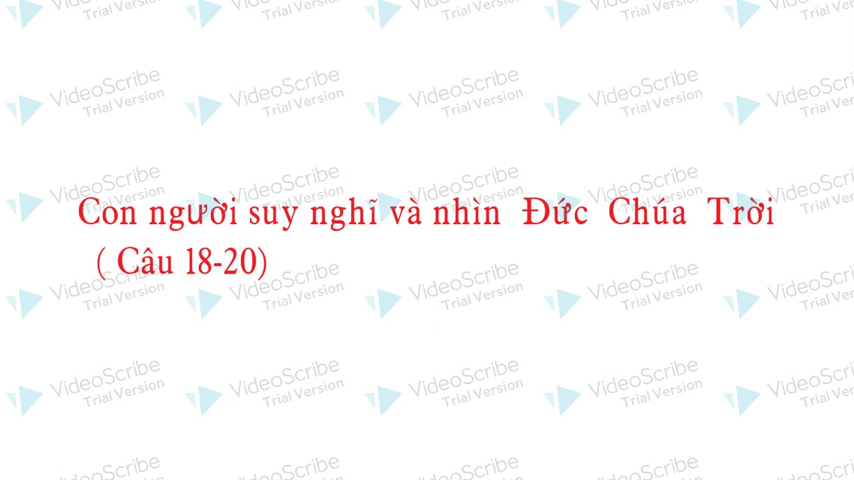 VideoScribe
Trial Version
Con người suy nghĩ và nhìn Đức Chúa Trời
( Câu 18-20)